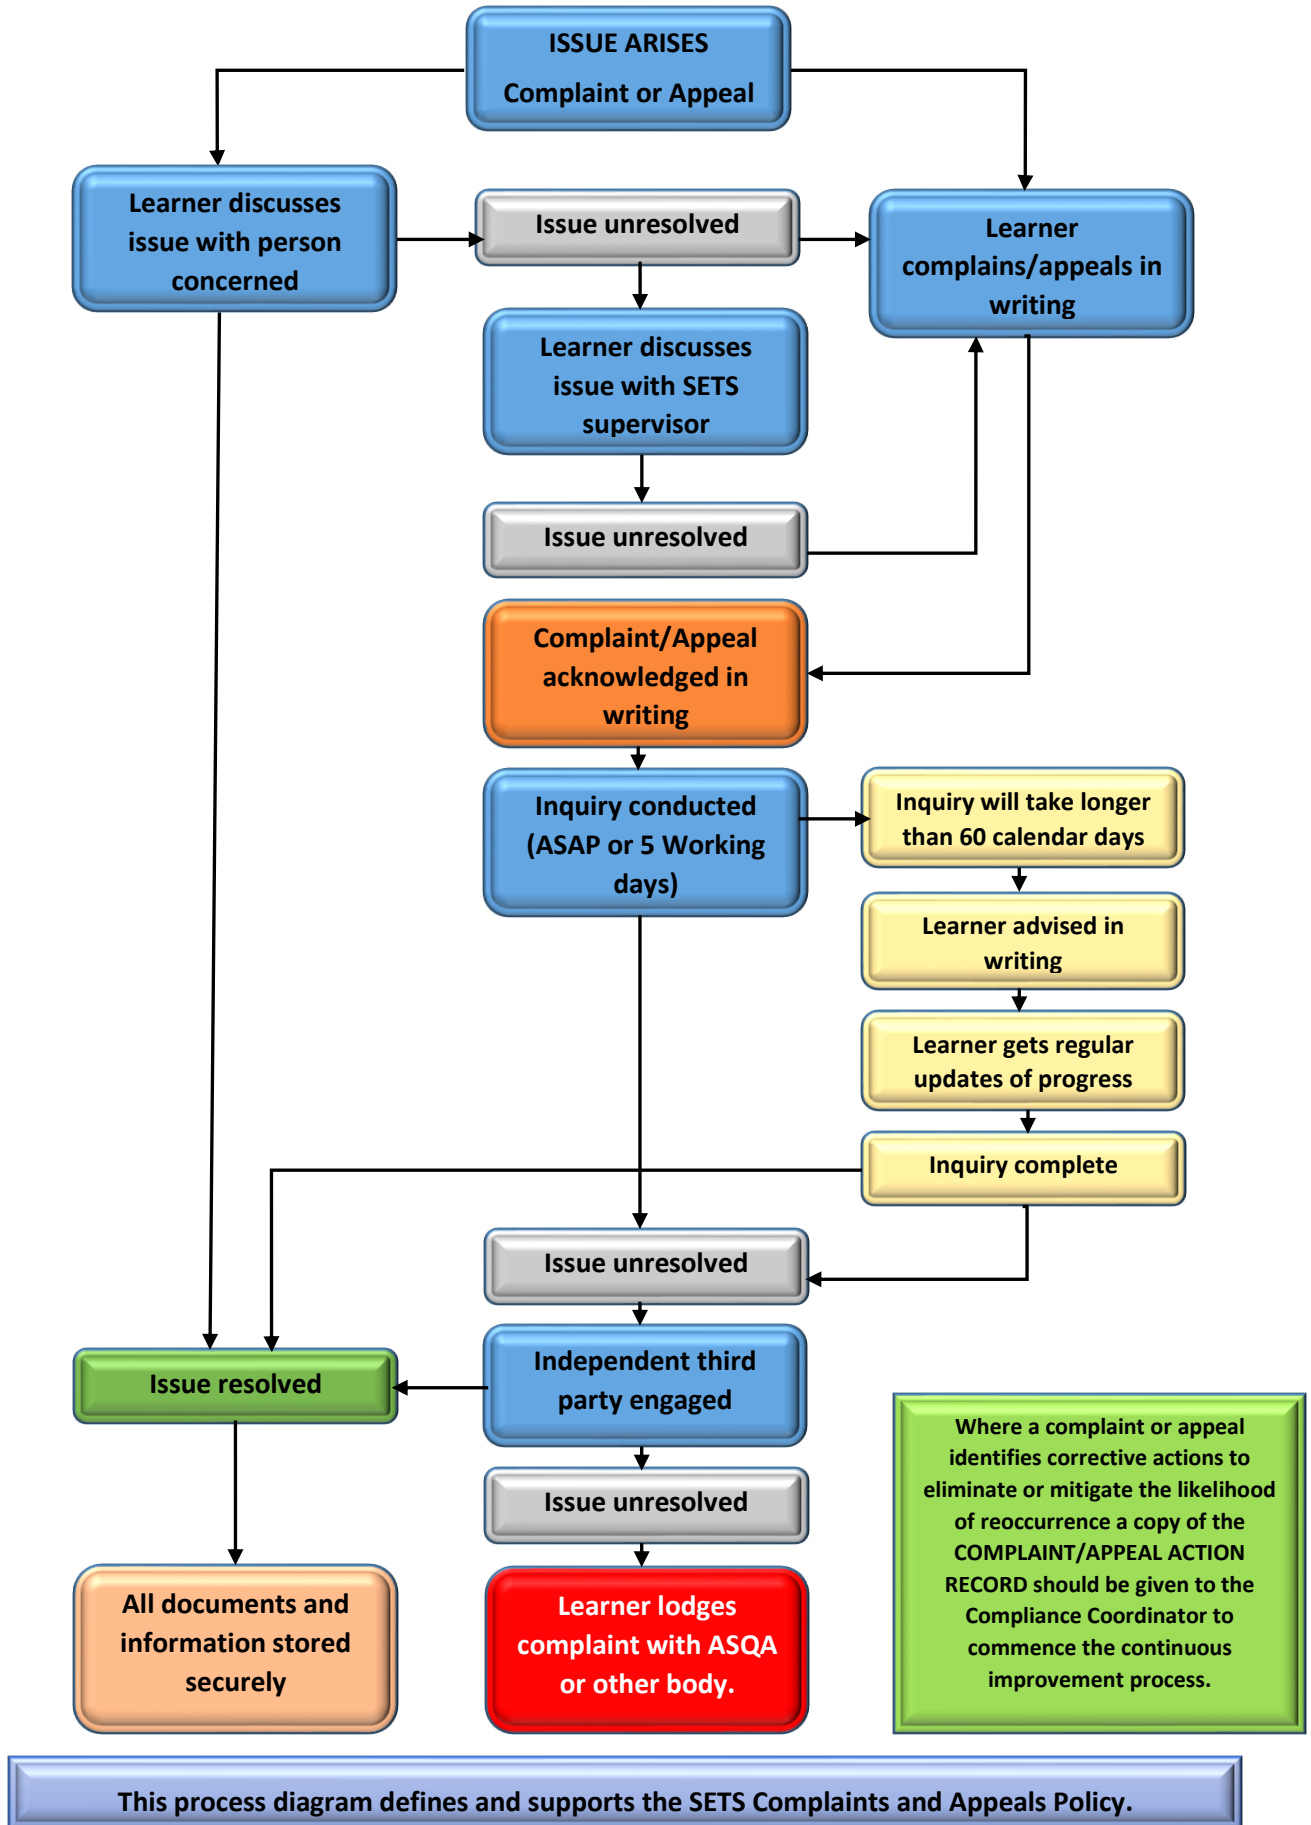 ISSUE ARISES
Complaint or Appeal
Learner discusses
issue with person
concerned
Issue unresolved
Learner
complains/appeals in
writing
Learner discusses
issue with SETS
supervisor
Issue unresolved
Complaint/Appeal
acknowledged in
writing
Inquiry conducted
(ASAP or 5 Working
days)
Inquiry will take longer
than 60 calendar days
Learner advised in
writing
Learner gets regular
updates of progress
Inquiry complete
Issue unresolved
Independent third
party engaged
Issue resolved
Issue unresolved
All documents and
information stored
securely
Learner lodges
complaint with ASQA
or other body.
Where a complaint or appeal
identifies corrective actions to
eliminate or mitigate the likelihood
of reoccurrence a copy of the
COMPLAINT/APPEAL ACTION
RECORD should be given to the
Compliance Coordinator to
commence the continuous
improvement process.
This process diagram defines and supports the SETS Complaints and Appeals Policy.